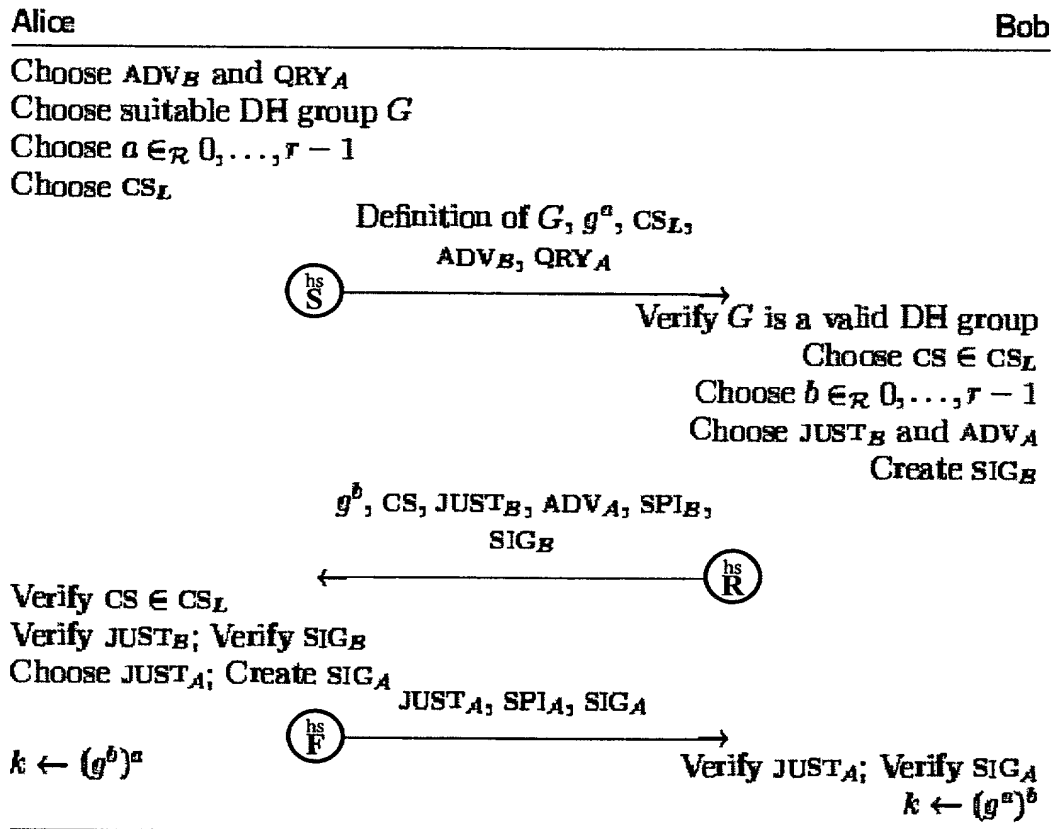 Alice Bob
Choose ADV_B and QRY_A
Choose suitable DH group G
Choose a ∈_R 0, . . . , r − 1
Choose CS_L
Definition of G, g^a, CS_L,
ADV_B, QRY_A
hs
S
Verify G is a valid DH group
Choose CS ∈ CS_L
Choose b ∈_R 0, . . . , r − 1
Choose JUST_B and ADV_A
Create SIG_B
g^b, CS, JUST_B, ADV_A, SPI_B,
SIG_B
hs
R
Verify CS ∈ CS_L
Verify JUST_B; Verify SIG_B
Choose JUST_A; Create SIG_A
JUST_A, SPI_A, SIG_A
hs
F
k ← (g^b)^a
Verify JUST_A; Verify SIG_A
k ← (g^a)^b